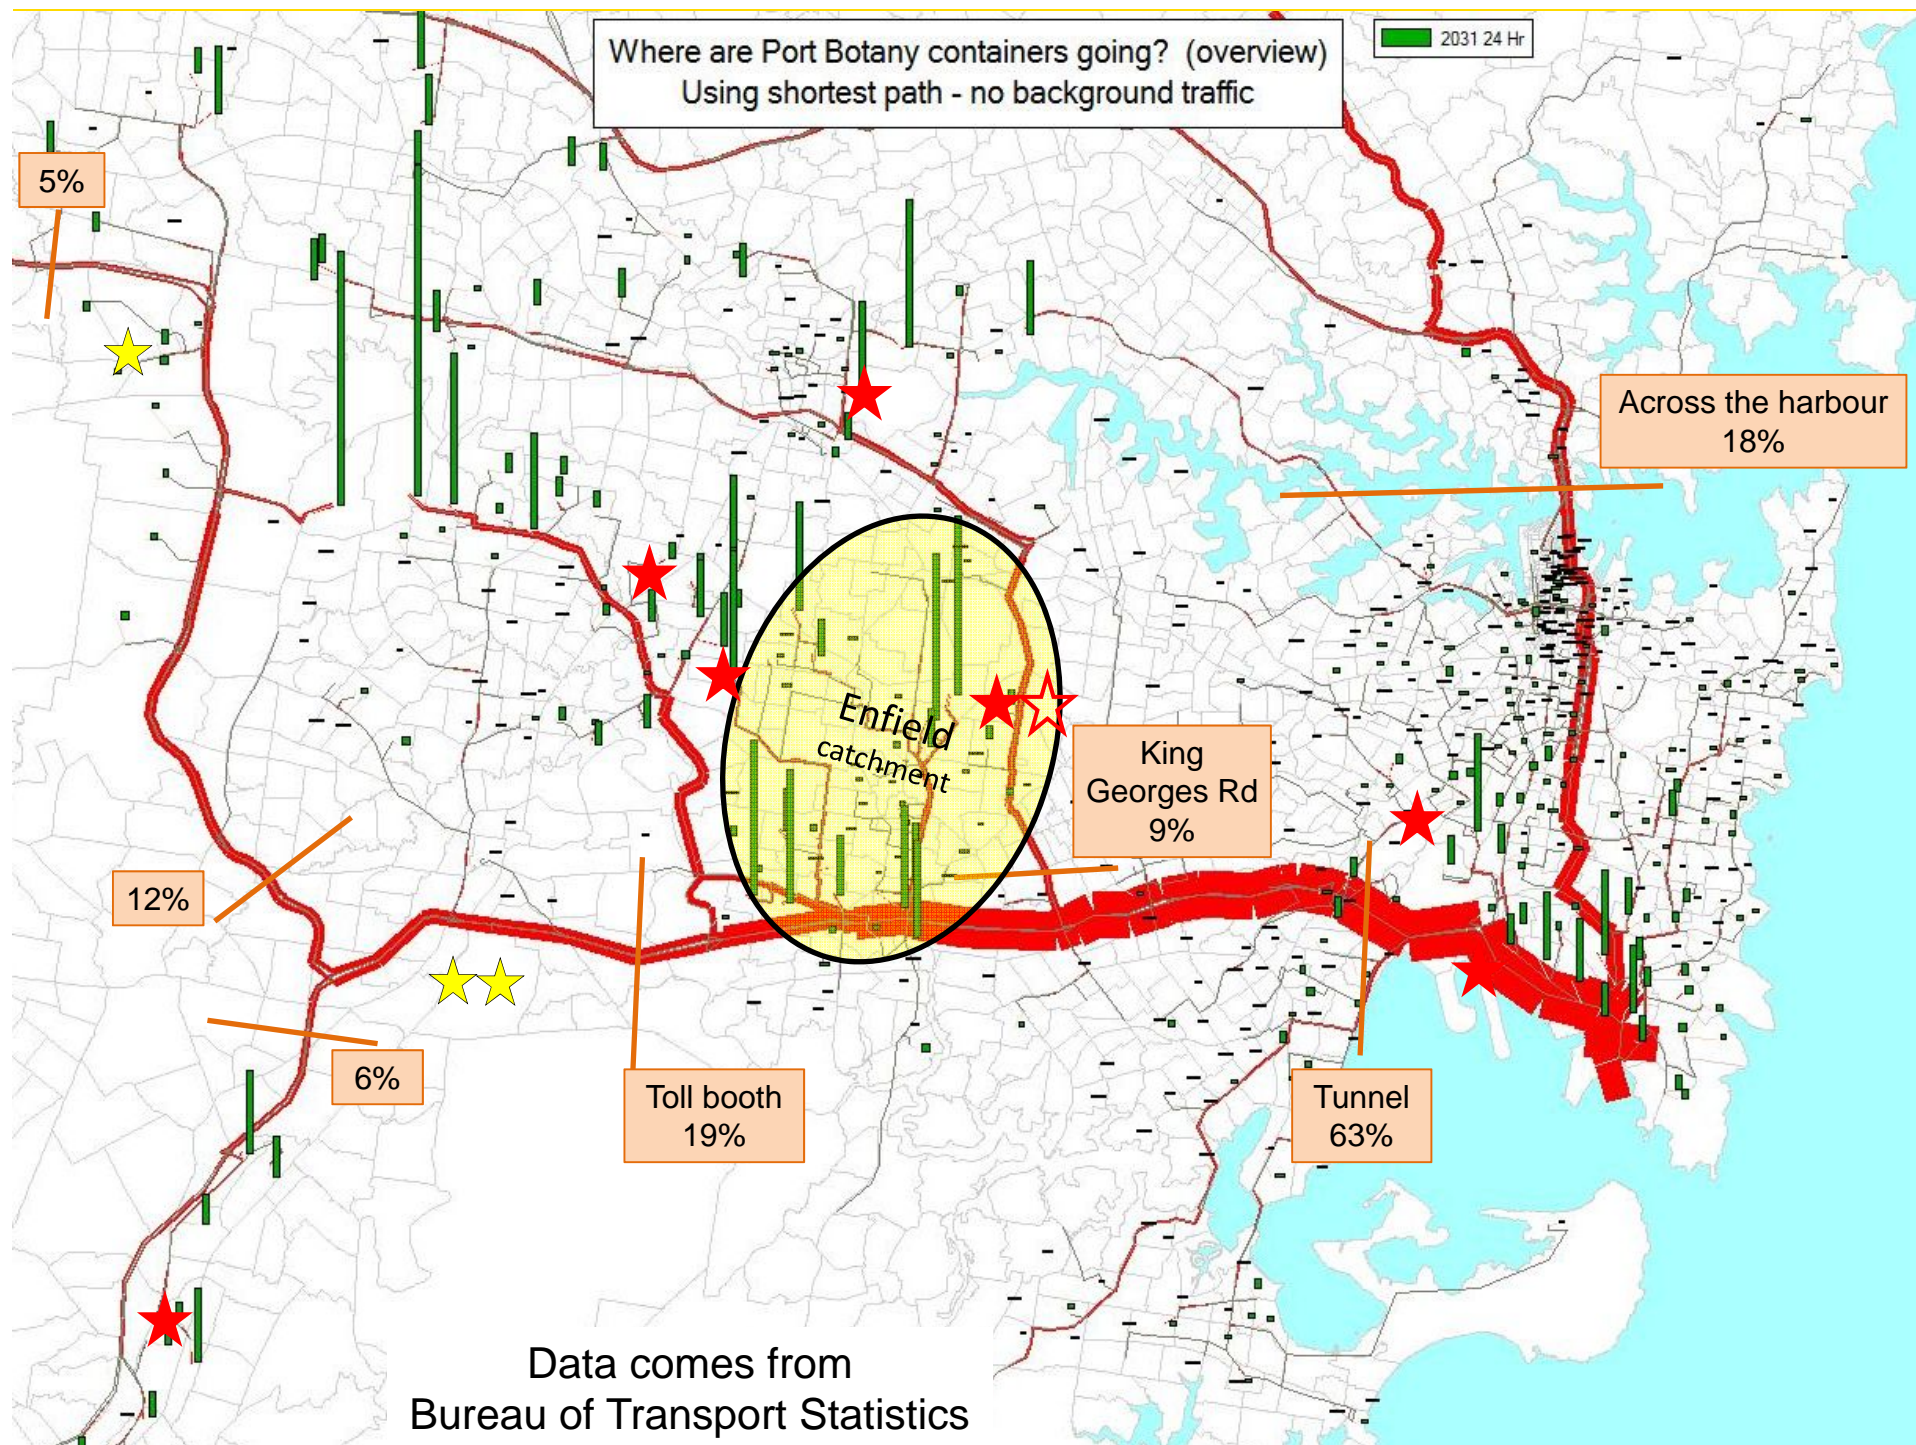 Where are Port Botany containers going? (overview)
Using shortest path - no background traffic
2031 24 Hr
5%
Across the harbour
18%
Enfield
catchment
King
Georges Rd
9%
12%
6%
Toll booth
19%
Tunnel
63%
Data comes from
Bureau of Transport Statistics